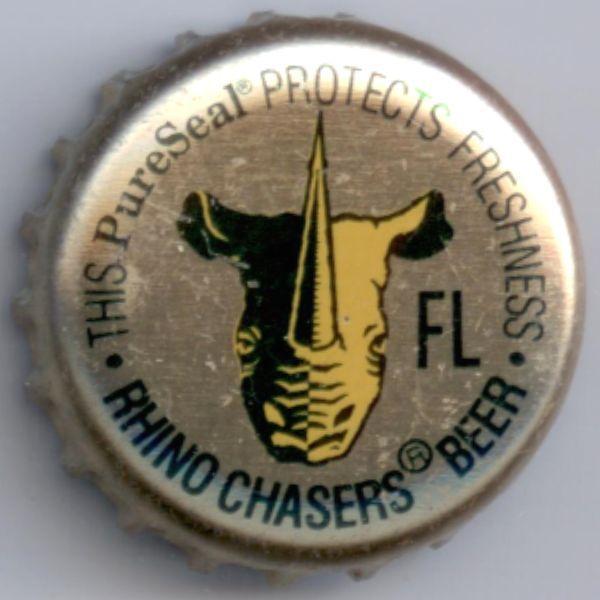 • THIS PureSeal® PROTECTS FRESHNESS •
FL
RHINO CHASERS® BEER